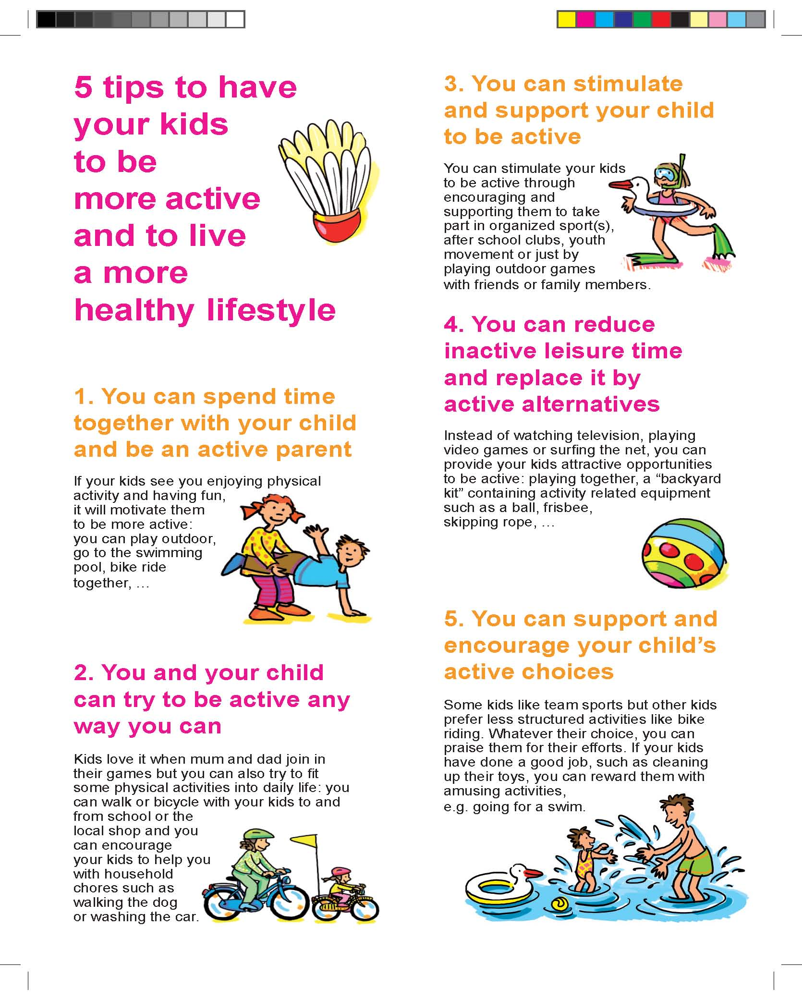 5 tips to have
your kids
to be
more active
and to live
a more
healthy lifestyle
1. You can spend time
together with your child
and be an active parent
If your kids see you enjoying physical
activity and having fun,
it will motivate them
to be more active:
you can play outdoor,
go to the swimming
pool, bike ride
together, …
2. You and your child
can try to be active any
way you can
Kids love it when mum and dad join in
their games but you can also try to fit
some physical activities into daily life: you
can walk or bicycle with your kids to and
from school or the
local shop and you
can encourage
your kids to help you
with household
chores such as
walking the dog
or washing the car.
3. You can stimulate
and support your child
to be active
You can stimulate your kids
to be active through
encouraging and
supporting them to take
part in organized sport(s),
after school clubs, youth
movement or just by
playing outdoor games
with friends or family members.
4. You can reduce
inactive leisure time
and replace it by
active alternatives
Instead of watching television, playing
video games or surfing the net, you can
provide your kids attractive opportunities
to be active: playing together, a “backyard
kit” containing activity related equipment
such as a ball, frisbee,
skipping rope, …
5. You can support and
encourage your child’s
active choices
Some kids like team sports but other kids
prefer less structured activities like bike
riding. Whatever their choice, you can
praise them for their efforts. If your kids
have done a good job, such as cleaning
up their toys, you can reward them with
amusing activities,
e.g. going for a swim.